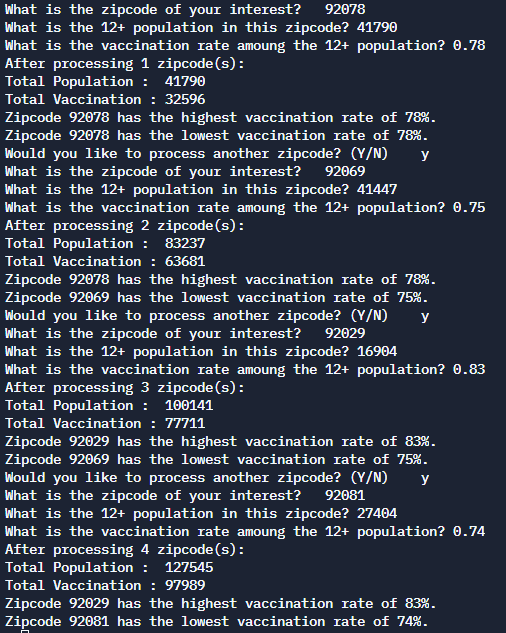 What is the zipcode of your interest?   92078
What is the 12+ population in this zipcode? 41790
What is the vaccination rate amoung the 12+ population? 0.78
After processing 1 zipcode(s):
Total Population :  41790
Total Vaccination : 32596
Zipcode 92078 has the highest vaccination rate of 78%.
Zipcode 92078 has the lowest vaccination rate of 78%.
Would you like to process another zipcode? (Y/N)    y
What is the zipcode of your interest?   92069
What is the 12+ population in this zipcode? 41447
What is the vaccination rate amoung the 12+ population? 0.75
After processing 2 zipcode(s):
Total Population :  83237
Total Vaccination : 63681
Zipcode 92078 has the highest vaccination rate of 78%.
Zipcode 92069 has the lowest vaccination rate of 75%.
Would you like to process another zipcode? (Y/N)    y
What is the zipcode of your interest?   92029
What is the 12+ population in this zipcode? 16904
What is the vaccination rate amoung the 12+ population? 0.83
After processing 3 zipcode(s):
Total Population :  100141
Total Vaccination : 77711
Zipcode 92029 has the highest vaccination rate of 83%.
Zipcode 92069 has the lowest vaccination rate of 75%.
Would you like to process another zipcode? (Y/N)    y
What is the zipcode of your interest?   92081
What is the 12+ population in this zipcode? 27404
What is the vaccination rate amoung the 12+ population? 0.74
After processing 4 zipcode(s):
Total Population :  127545
Total Vaccination : 97989
Zipcode 92029 has the highest vaccination rate of 83%.
Zipcode 92081 has the lowest vaccination rate of 74%.